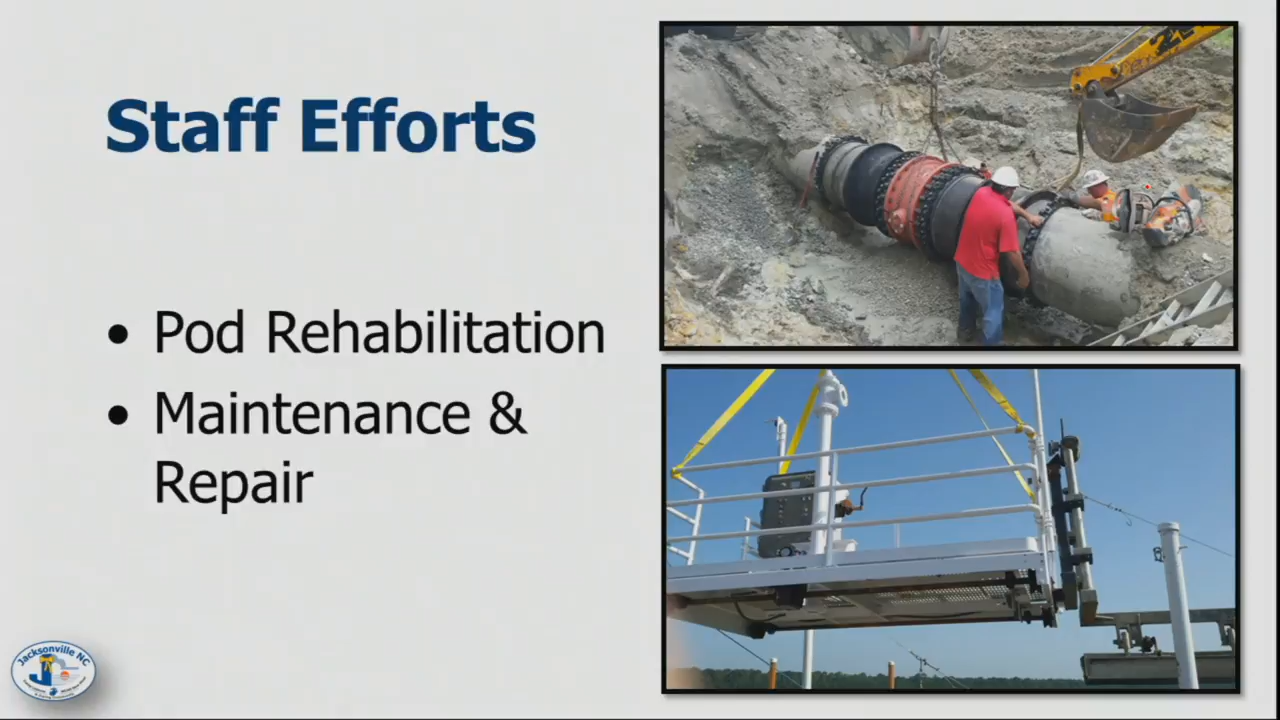 Staff Efforts
• Pod Rehabilitation
• Maintenance &
Repair
Jacksonville NC